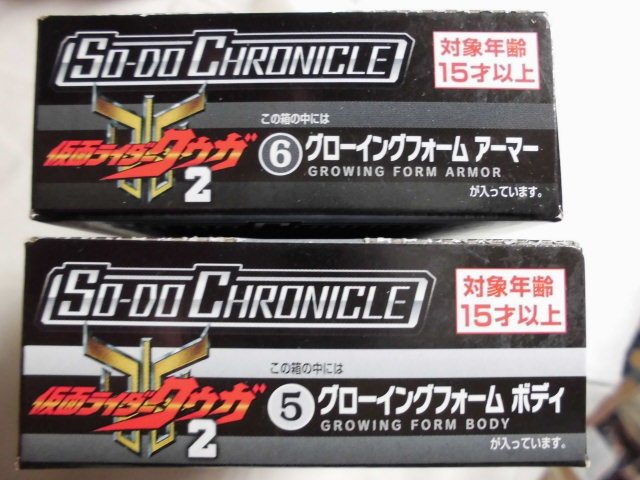 SO-DO CHRONICLE
対象年齢
15才以上
この箱の中には
仮面ライダークウガ
2
⑥ グローイングフォーム アーマー
GROWING FORM ARMOR
が入っています。
SO-DO CHRONICLE
対象年齢
15才以上
この箱の中には
仮面ライダークウガ
2
⑤ グローイングフォーム ボディ
GROWING FORM BODY
が入っています。